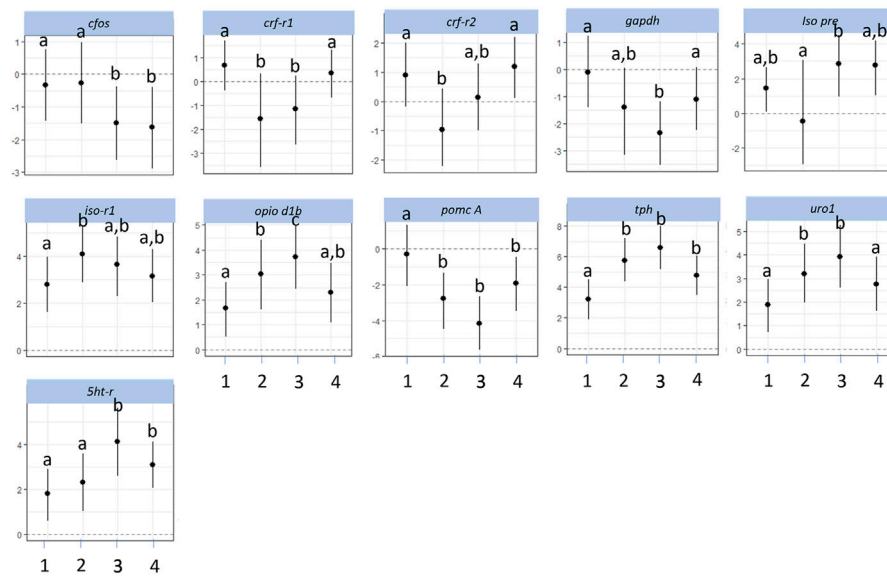 cfos
crf-r1
crf-r2
gapdh
Iso pre
a a b b
1
0
-1
-2
-3
a b b a
1
0
-1
-2
-3
a b a,b a
2
1
0
-1
-2
a a,b b a
1
0
-1
-2
-3
a,b a b a,b
4
2
0
-2
iso-r1
opio d1b
pomc A
tph
uro1
a b a,b a,b
4
2
0
a b c a,b
5
4
3
2
1
0
a b b b
0
-2
-4
-6
a b b b
8
6
4
2
0
a b b a
5
4
3
2
1
0
1 2 3 4
1 2 3 4
1 2 3 4
1 2 3 4
5ht-r
a a b b
4
2
0
1 2 3 4